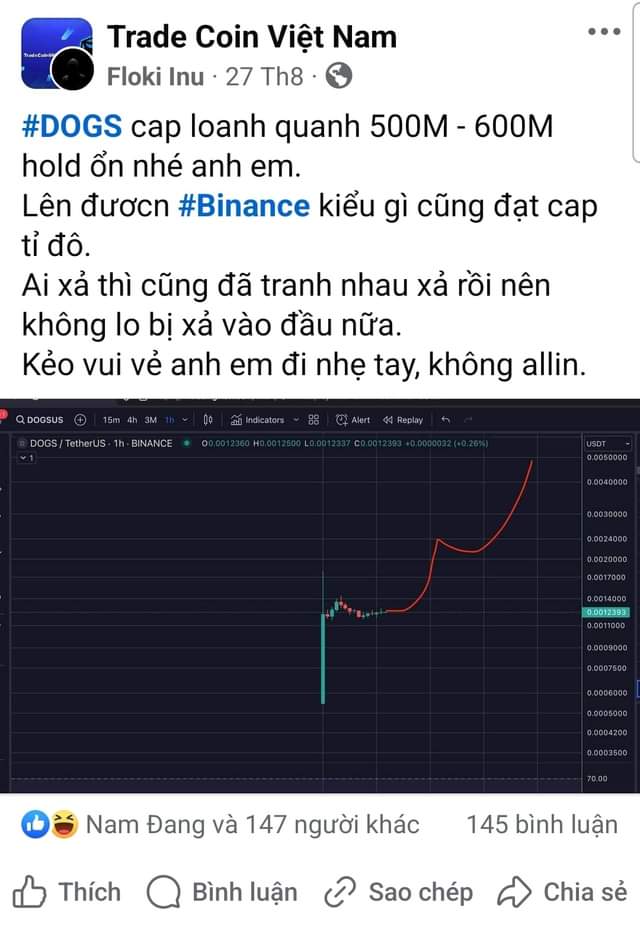 Trade Coin Việt Nam
Floki Inu · 27 Th8 ·
#DOGS cap loanh quanh 500M - 600M
hold ổn nhé anh em.
Lên đươcn #Binance kiểu gì cũng đạt cap
tỉ đô.
Ai xả thì cũng đã tranh nhau xả rồi nên
không lo bị xả vào đầu nữa.
Kẻo vui vẻ anh em đi nhẹ tay, không allin.
DOGSUS 15m 4h 3M 1h Indicators Alert Replay
DOGS / TetherUS · 1h · BINANCE O0.0012360 H0.0012500 L0.0012337 C0.0012393 +0.0000032 (+0.26%)
USDT
1
0.0050000
0.0040000
0.0030000
0.0024000
0.0020000
0.0017000
0.0014000
0.0012393
0.0011000
0.0009000
0.0007500
0.0006000
0.0005000
0.0004200
0.0003500
70.00
Nam Đang và 147 người khác 145 bình luận
Thích Bình luận Sao chép Chia sẻ